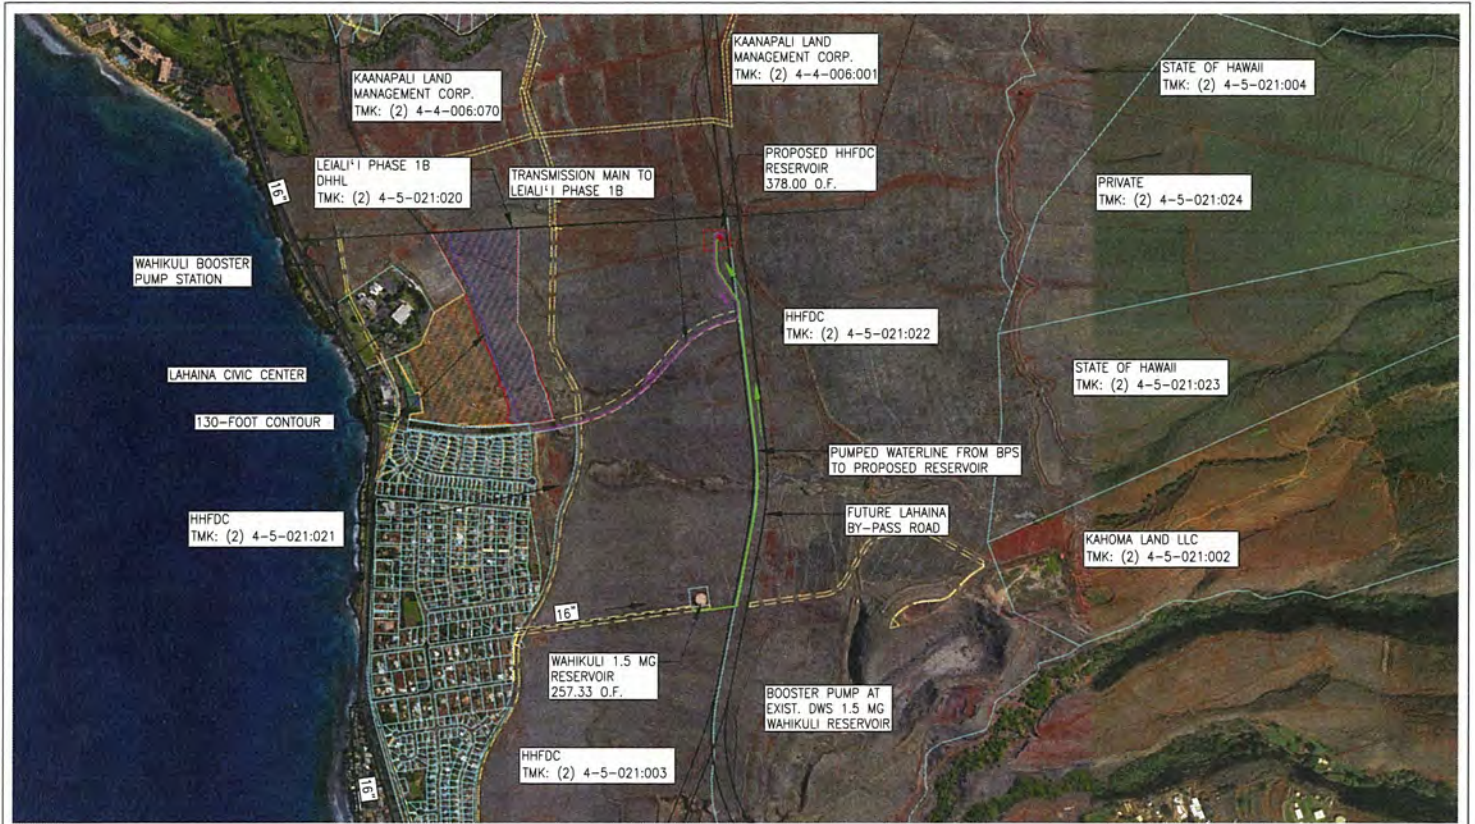 KAANAPALI LAND
MANAGEMENT CORP.
TMK: (2) 4-4-006:070
KAANAPALI LAND
MANAGEMENT CORP.
TMK: (2) 4-4-006:001
STATE OF HAWAII
TMK: (2) 4-5-021:004
LEIALI'I PHASE 1B
DHHL
TMK: (2) 4-5-021:020
TRANSMISSION MAIN TO
LEIALI'I PHASE 1B
PROPOSED HHFDC
RESERVOIR
378.00 O.F.
PRIVATE
TMK: (2) 4-5-021:024
16"
WAHIKULI BOOSTER
PUMP STATION
HHFDC
TMK: (2) 4-5-021:022
LAHAINA CIVIC CENTER
STATE OF HAWAII
TMK: (2) 4-5-021:023
130-FOOT CONTOUR
PUMPED WATERLINE FROM BPS
TO PROPOSED RESERVOIR
HHFDC
TMK: (2) 4-5-021:021
FUTURE LAHAINA
BY-PASS ROAD
KAHOMA LAND LLC
TMK: (2) 4-5-021:002
16"
WAHIKULI 1.5 MG
RESERVOIR
257.33 O.F.
BOOSTER PUMP AT
EXIST. DWS 1.5 MG
WAHIKULI RESERVOIR
HHFDC
TMK: (2) 4-5-021:003
16"